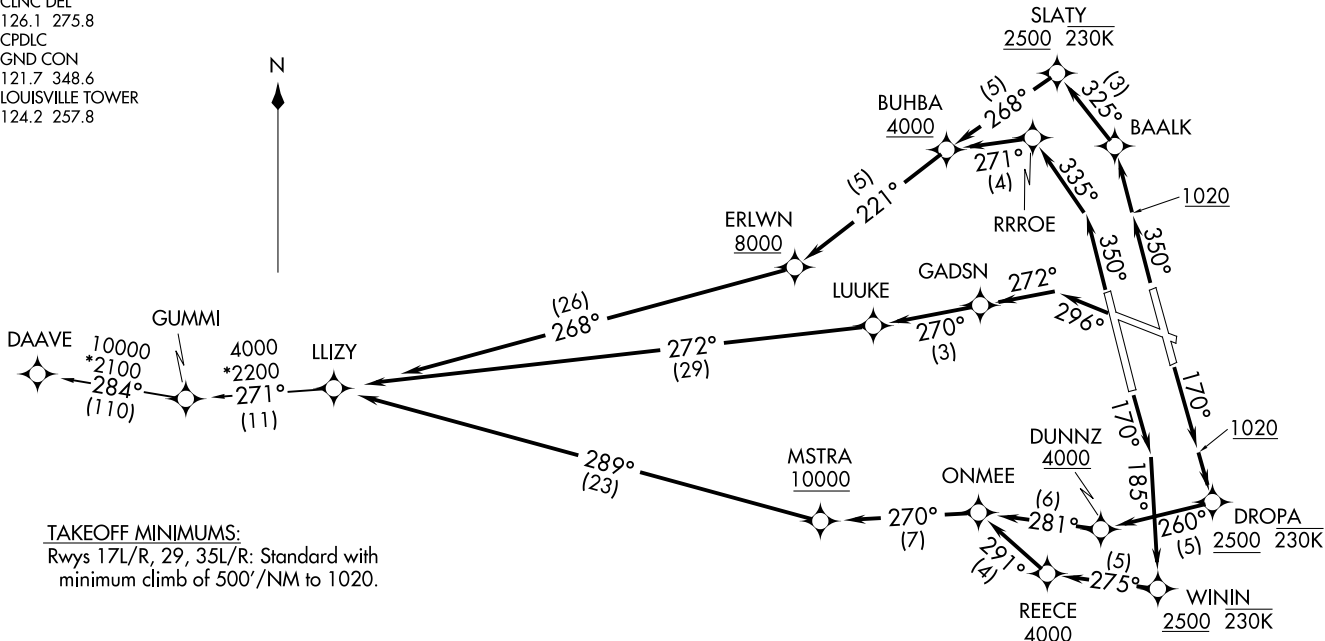 CLNC DEL
126.1 275.8
CPDLC
GND CON
121.7 348.6
LOUISVILLE TOWER
124.2 257.8
N
SLATY
2500 230K
(5)
268°
(3)
325°
BUHBA
4000
BAALK
271°
(4)
335°
RRROE
1020
(5)
221°
350°
350°
ERLWN
8000
GADSN
272°
296°
LUUKE
270°
(3)
(26)
268°
272°
(29)
DAAVE
GUMMI
LLIZY
10000
*2100
284°
(110)
4000
*2200
271°
(11)
170°
170°
1020
289°
(23)
MSTRA
10000
ONMEE
DUNNZ
4000
185°
270°
(7)
(6)
281°
260°
(5)
DROPA
2500 230K
291°
(4)
(5)
275°
REECE
4000
WININ
2500 230K
TAKEOFF MINIMUMS:
Rwys 17L/R, 29, 35L/R: Standard with
minimum climb of 500'/NM to 1020.